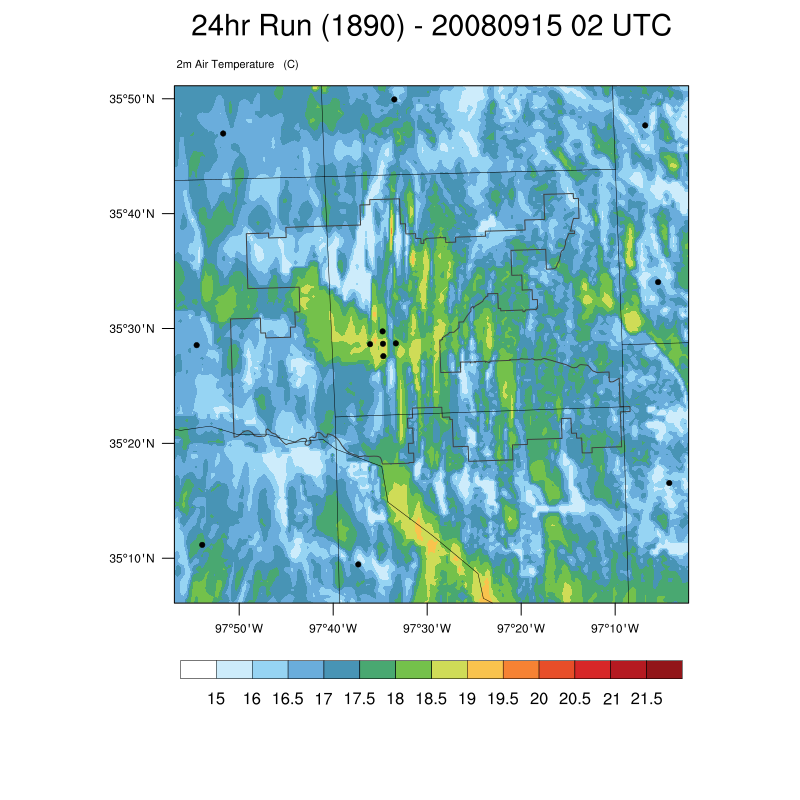 24hr Run (1890) - 20080915 02 UTC
2m Air Temperature (C)
35°50'N
35°40'N
35°30'N
35°20'N
35°10'N
97°50'W 97°40'W 97°30'W 97°20'W 97°10'W
15 16 16.5 17 17.5 18 18.5 19 19.5 20 20.5 21 21.5